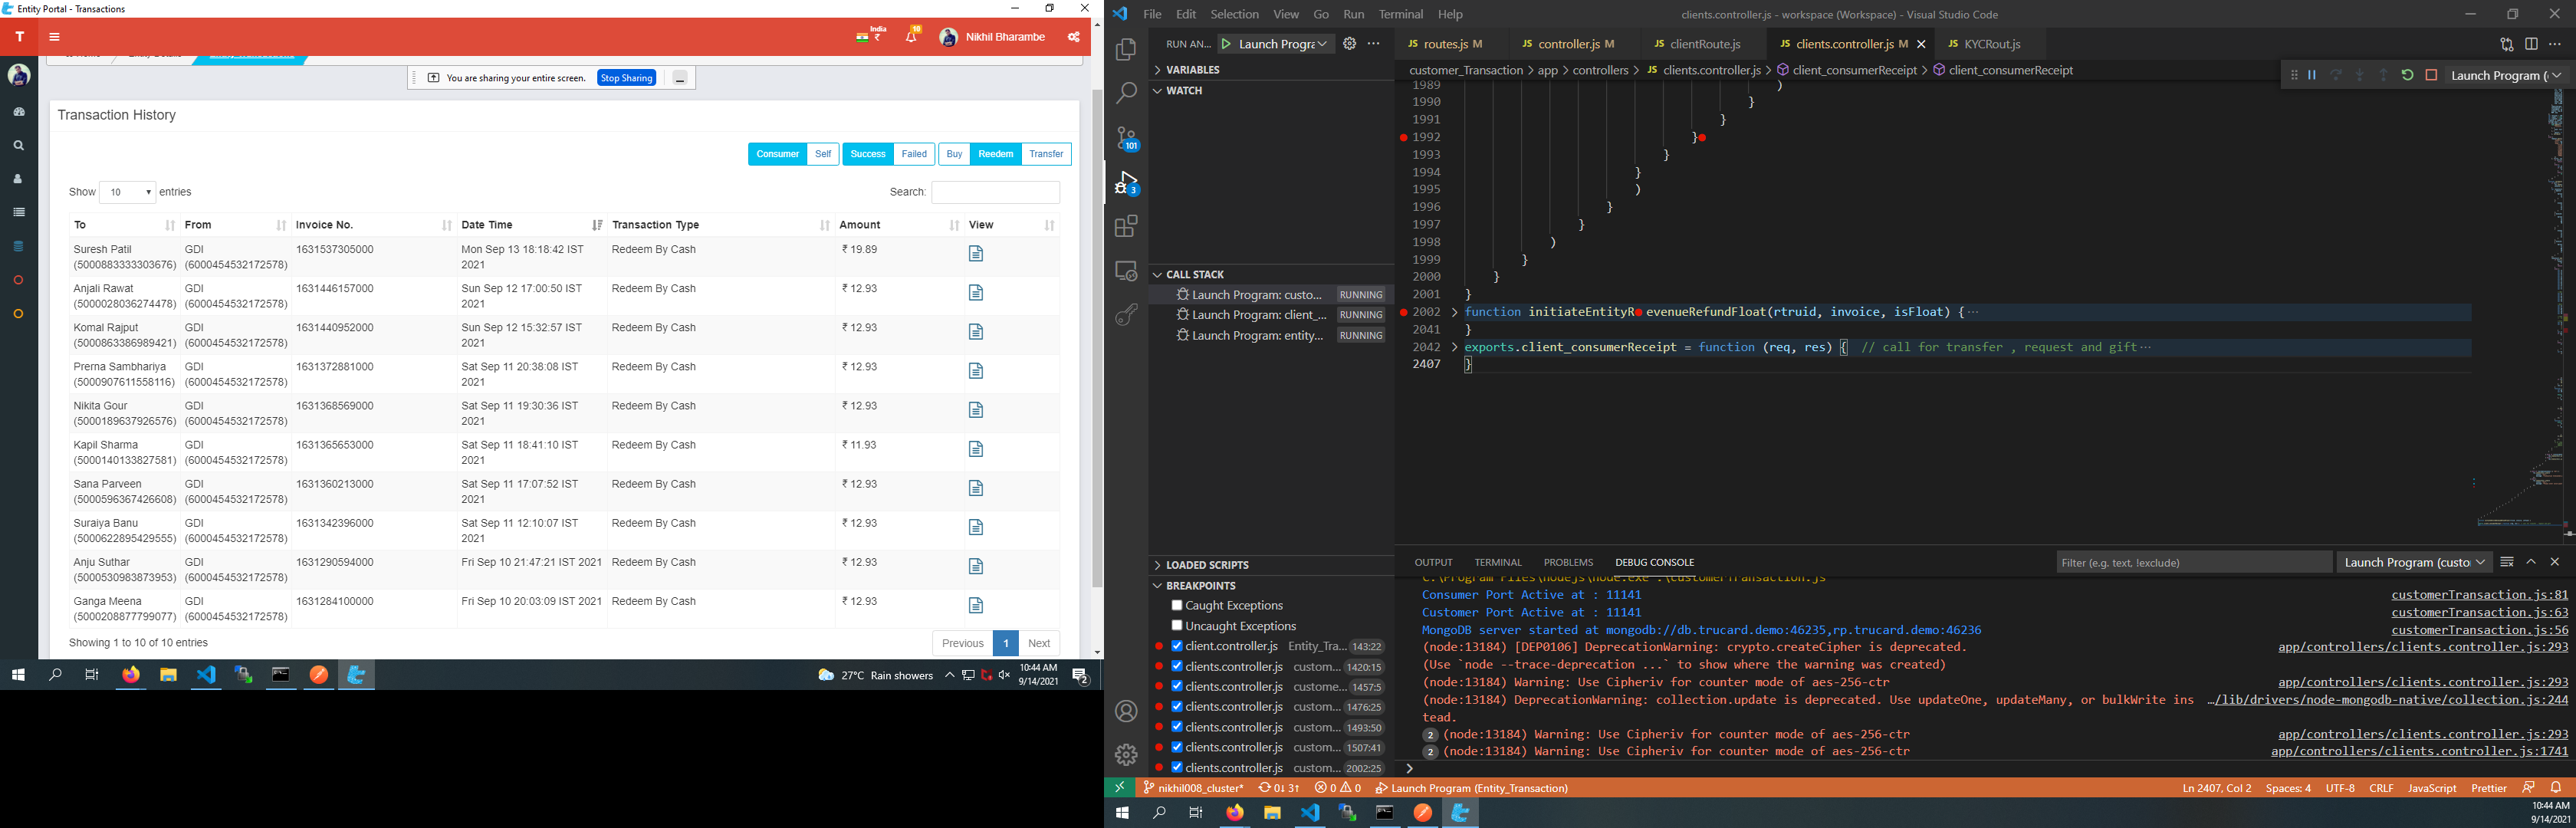 Entity Portal - Transactions
T
India
₹
10
Nikhil Bharambe
You are sharing your entire screen.
Stop Sharing
Transaction History
Consumer Self Success Failed Buy Reedem Transfer
Show 10 entries
Search:
To From Invoice No. Date Time Transaction Type Amount View
Suresh Patil GDI 1631537305000 Mon Sep 13 18:18:42 IST Redeem By Cash ₹ 19.89
(5000883333303676) (6000454532172578) 2021
Anjali Rawat GDI 1631446157000 Sun Sep 12 17:00:50 IST Redeem By Cash ₹ 12.93
(5000028036274478) (6000454532172578) 2021
Komal Rajput GDI 1631440952000 Sun Sep 12 15:32:57 IST Redeem By Cash ₹ 12.93
(5000863386989421) (6000454532172578) 2021
Prerna Sambhariya GDI 1631372881000 Sat Sep 11 20:38:08 IST Redeem By Cash ₹ 12.93
(5000907611558116) (6000454532172578) 2021
Nikita Gour GDI 1631368569000 Sat Sep 11 19:30:36 IST Redeem By Cash ₹ 12.93
(5000189637926576) (6000454532172578) 2021
Kapil Sharma GDI 1631365653000 Sat Sep 11 18:41:10 IST Redeem By Cash ₹ 11.93
(5000140133827581) (6000454532172578) 2021
Sana Parveen GDI 1631360213000 Sat Sep 11 17:07:52 IST Redeem By Cash ₹ 12.93
(5000596367426608) (6000454532172578) 2021
Suraiya Banu GDI 1631342396000 Sat Sep 11 12:10:07 IST Redeem By Cash ₹ 12.93
(5000622895429555) (6000454532172578) 2021
Anju Suthar GDI 1631290594000 Fri Sep 10 21:47:21 IST 2021 Redeem By Cash ₹ 12.93
(5000530983873953) (6000454532172578)
Ganga Meena GDI 1631284100000 Fri Sep 10 20:03:09 IST 2021 Redeem By Cash ₹ 12.93
(5000208877799077) (6000454532172578)
Showing 1 to 10 of 10 entries
Previous 1 Next
27°C Rain showers
10:44 AM
9/14/2021
2
File Edit Selection View Go Run Terminal Help
clients.controller.js - workspace (Workspace) - Visual Studio Code
RUN AN... Launch Progra
JS routes.js M JS controller.js M JS clientRoute.js JS clients.controller.js M JS KYCRout.js
customer_Transaction > app > controllers > JS clients.controller.js > client_consumerReceipt > client_consumerReceipt
Launch Program (
VARIABLES
WATCH
101
3
CALL STACK
Launch Program: custo... RUNNING
Launch Program: client_... RUNNING
Launch Program: entity... RUNNING
LOADED SCRIPTS
BREAKPOINTS
Caught Exceptions
Uncaught Exceptions
client.controller.js Entity_Tra... 143:22
clients.controller.js custom... 1420:15
clients.controller.js custome... 1457:5
clients.controller.js custom... 1476:25
clients.controller.js custom... 1493:50
clients.controller.js custom... 1507:41
clients.controller.js custom... 2002:25
1989 )
1990 }
1991 }
1992 }
1993 }
1994 }
1995 )
1996 }
1997 }
1998 )
1999 }
2000 }
2001 }
2002 function initiateEntityRevenueRefundFloat(rtruid, invoice, isFloat) {···
2041 }
2042 exports.client_consumerReceipt = function (req, res) { // call for transfer , request and gift···
2407 }
OUTPUT TERMINAL PROBLEMS DEBUG CONSOLE
Filter (e.g. text, !exclude)
Launch Program (custo
C:\Program Files\nodejs\node.exe .\customerTransaction.js
Consumer Port Active at : 11141 customerTransaction.js:81
Customer Port Active at : 11141 customerTransaction.js:63
MongoDB server started at mongodb://db.trucard.demo:46235,rp.trucard.demo:46236 customerTransaction.js:56
(node:13184) [DEP0106] DeprecationWarning: crypto.createCipher is deprecated. app/controllers/clients.controller.js:293
(Use `node --trace-deprecation ...` to show where the warning was created)
(node:13184) Warning: Use Cipheriv for counter mode of aes-256-ctr app/controllers/clients.controller.js:293
(node:13184) DeprecationWarning: collection.update is deprecated. Use updateOne, updateMany, or bulkWrite ins …/lib/drivers/node-mongodb-native/collection.js:244
tead.
2 (node:13184) Warning: Use Cipheriv for counter mode of aes-256-ctr app/controllers/clients.controller.js:293
2 (node:13184) Warning: Use Cipheriv for counter mode of aes-256-ctr app/controllers/clients.controller.js:1741
nikhil008_cluster* 0↓ 3↑ 0 0 Launch Program (Entity_Transaction)
Ln 2407, Col 2 Spaces: 4 UTF-8 CRLF JavaScript Prettier
10:44 AM
9/14/2021